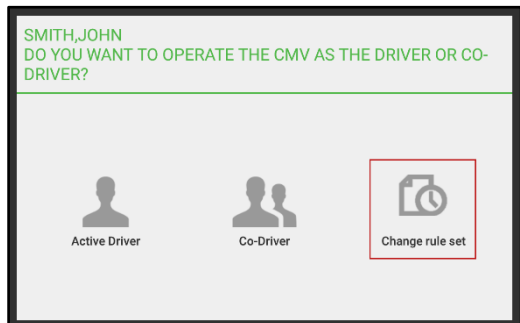 SMITH,JOHN
DO YOU WANT TO OPERATE THE CMV AS THE DRIVER OR CO-
DRIVER?
Active Driver
Co-Driver
Change rule set